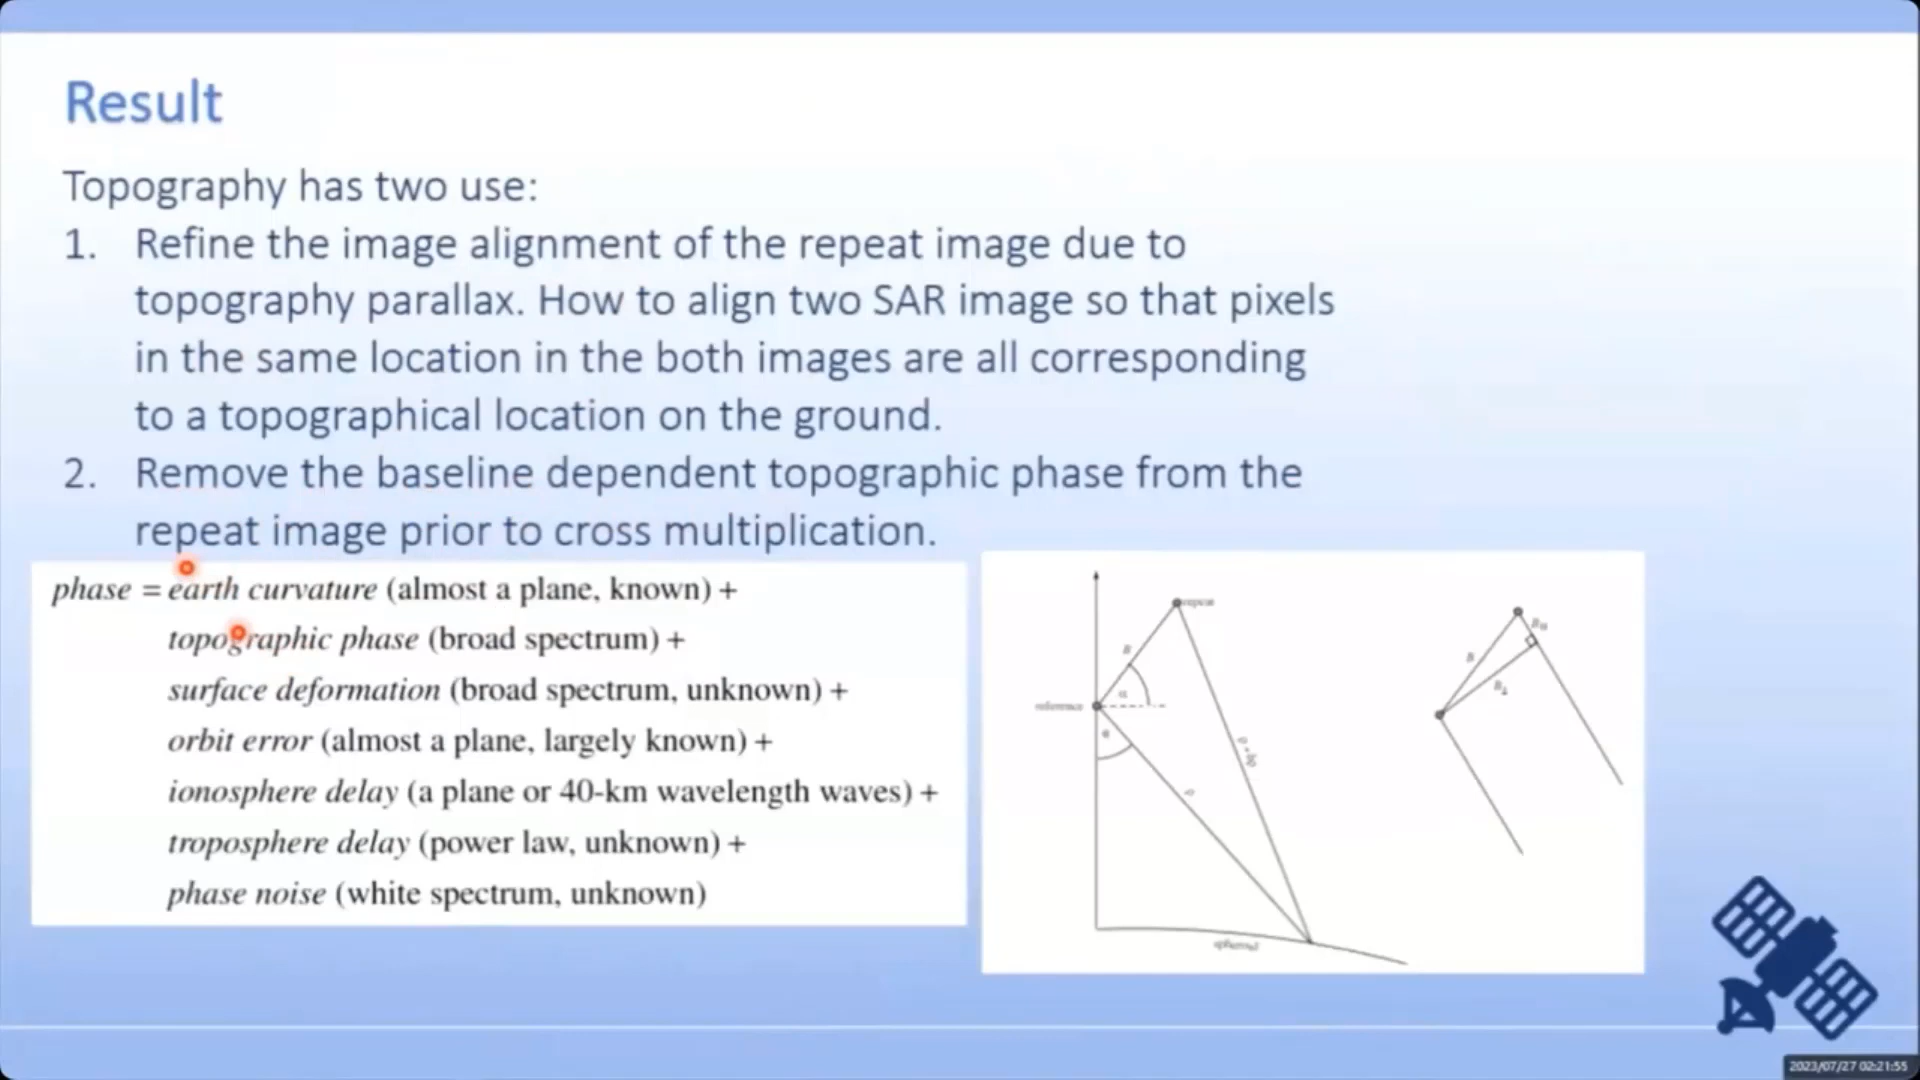 Result
Topography has two use:
1. Refine the image alignment of the repeat image due to
topography parallax. How to align two SAR image so that pixels
in the same location in the both images are all corresponding
to a topographical location on the ground.
2. Remove the baseline dependent topographic phase from the
repeat image prior to cross multiplication.
phase = earth curvature (almost a plane, known) +
topographic phase (broad spectrum) +
surface deformation (broad spectrum, unknown) +
orbit error (almost a plane, largely known) +
ionosphere delay (a plane or 40-km wavelength waves) +
troposphere delay (power law, unknown) +
phase noise (white spectrum, unknown)
repeat
B
α
reference
spheroid
B
B⊥
2023/07/27 02:21:55